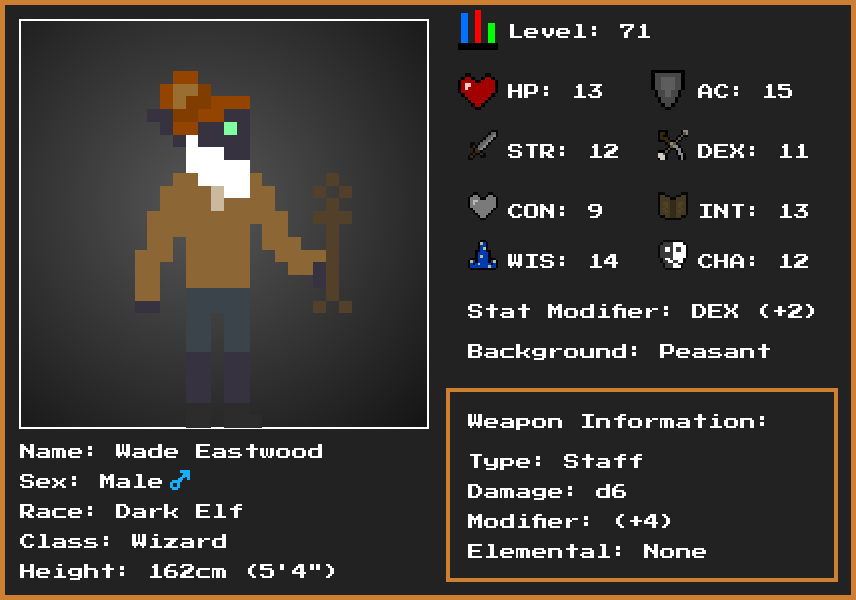 Level: 71
HP: 13
AC: 15
STR: 12
DEX: 11
CON: 9
INT: 13
WIS: 14
CHA: 12
Stat Modifier: DEX (+2)
Background: Peasant
Weapon Information:
Type: Staff
Damage: d6
Modifier: (+4)
Elemental: None
Name: Wade Eastwood
Sex: Male♂
Race: Dark Elf
Class: Wizard
Height: 162cm (5'4")